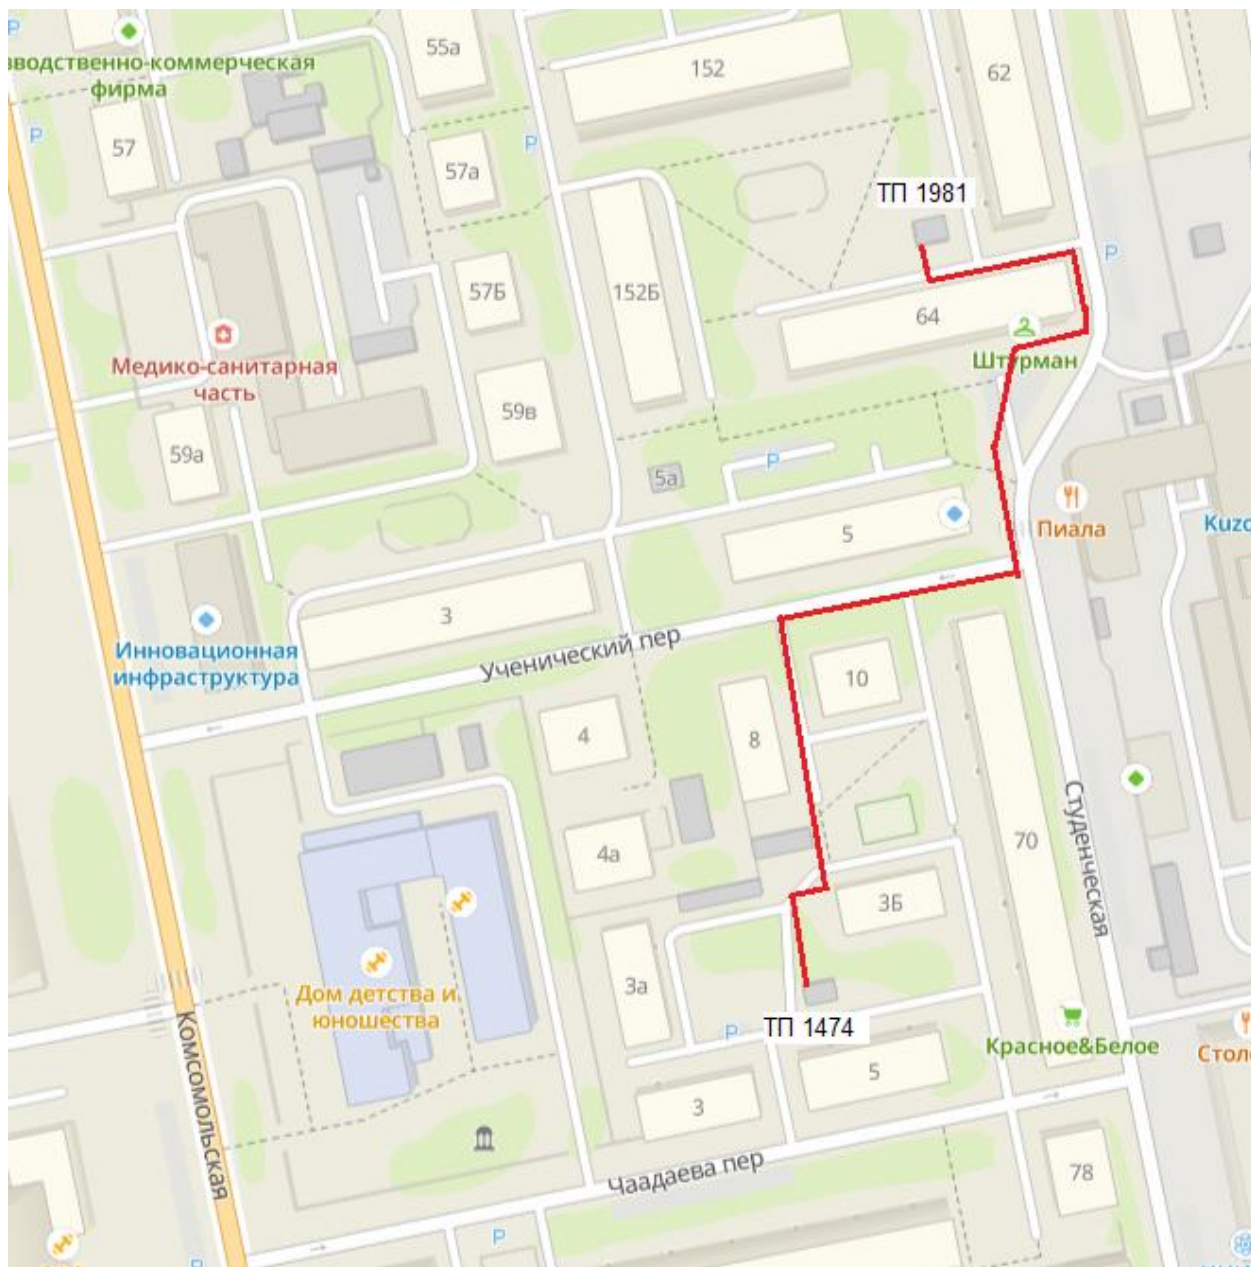 P
55а
152
62
зводственно-коммерческая
фирма
P
57
P
57а
ТП 1981
P
57Б
152Б
64
Медико-санитарная
часть
Штурман
59в
59а
5а
P
Пиала
Kuzo
5
3
Инновационная
инфраструктура
Ученический пер
10
4
8
70
Студенческая
4а
3Б
3а
Дом детства и
юношества
ТП 1474
P
Красное&Белое
Стол
5
3
Комсомольская
Чаадаева пер
78
P
P